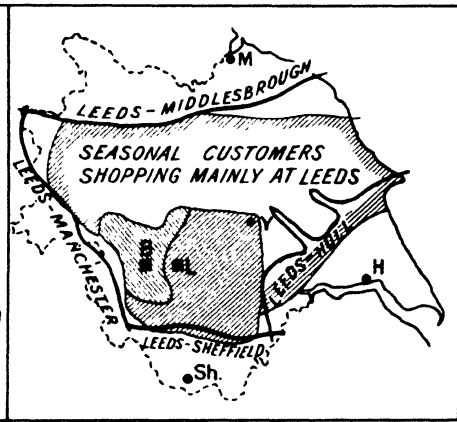 M
LEEDS-MIDDLESBROUGH
SEASONAL CUSTOMERS
SHOPPING MAINLY AT LEEDS
LEEDS-MANCHESTER
LEEDS-HULL
H
LEEDS-SHEFFIELD
Sh.